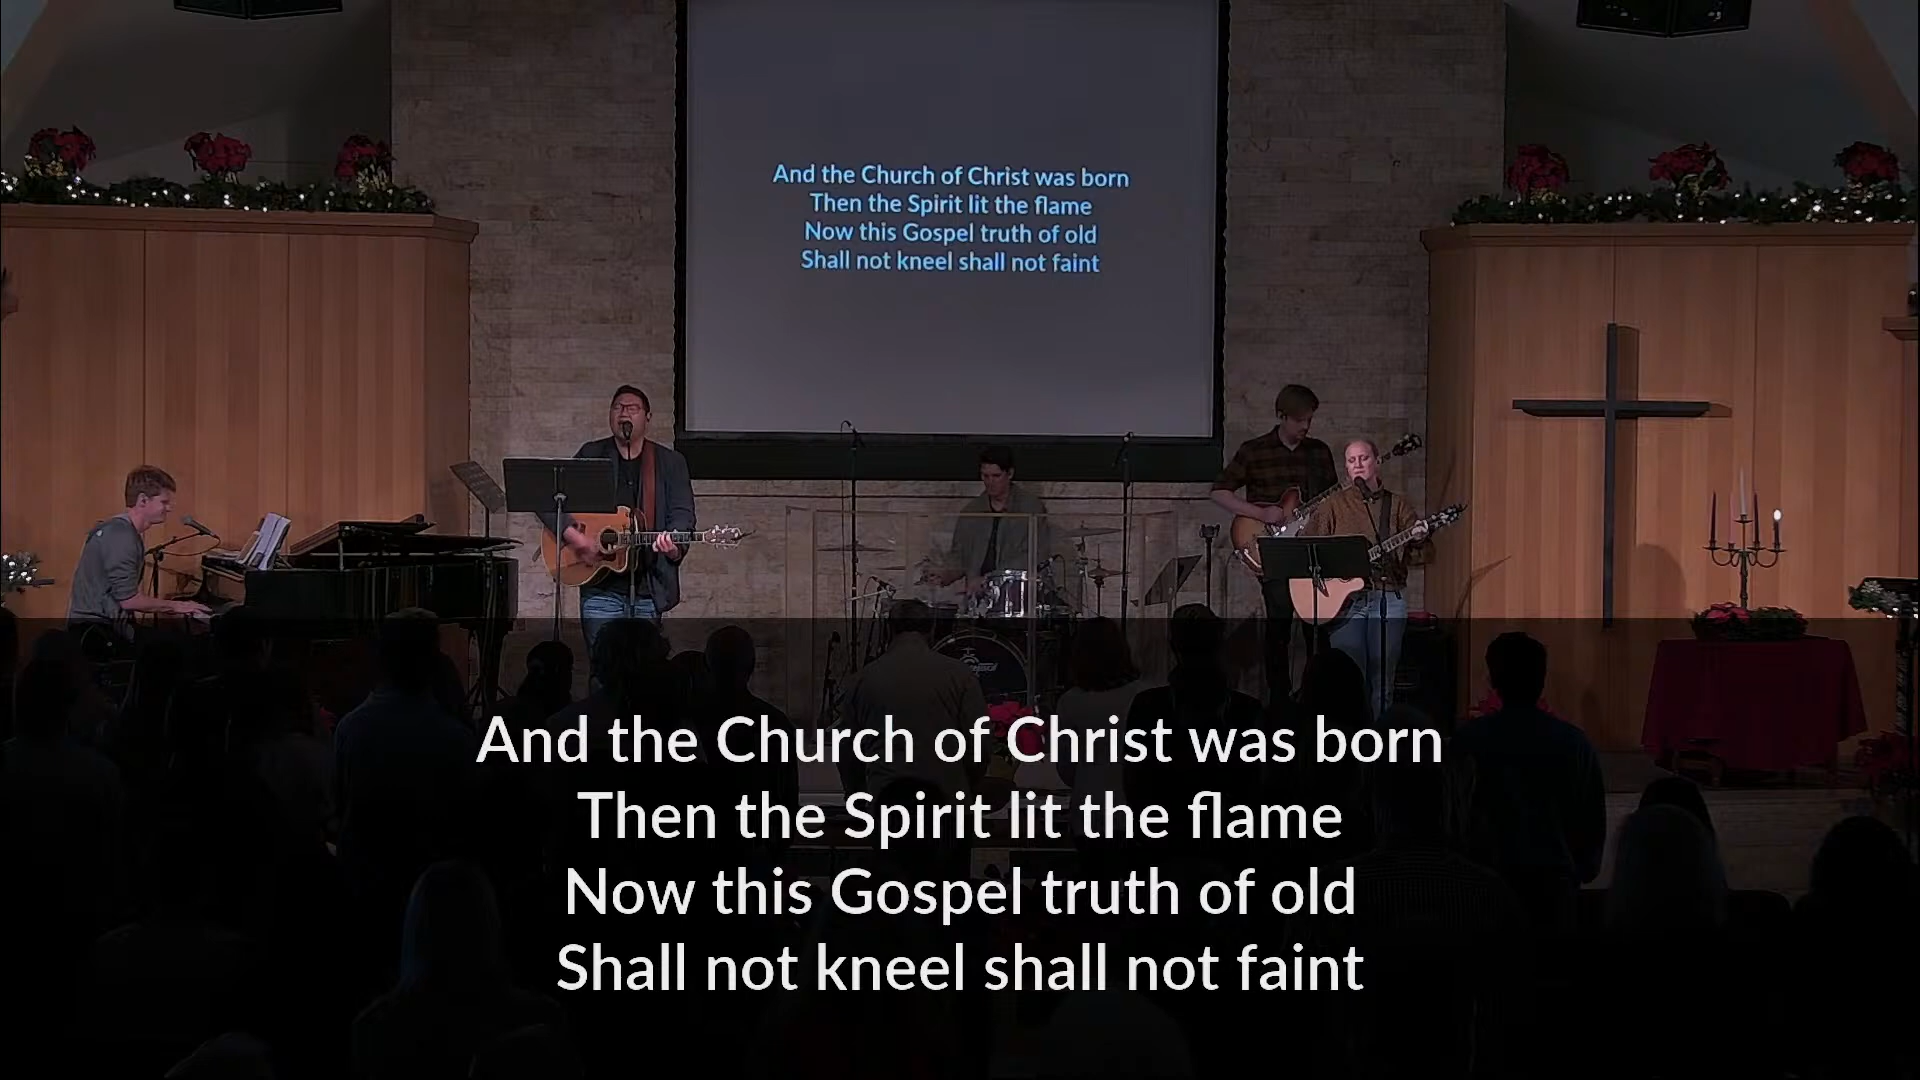 And the Church of Christ was born
Then the Spirit lit the flame
Now this Gospel truth of old
Shall not kneel shall not faint
And the Church of Christ was born
Then the Spirit lit the flame
Now this Gospel truth of old
Shall not kneel shall not faint